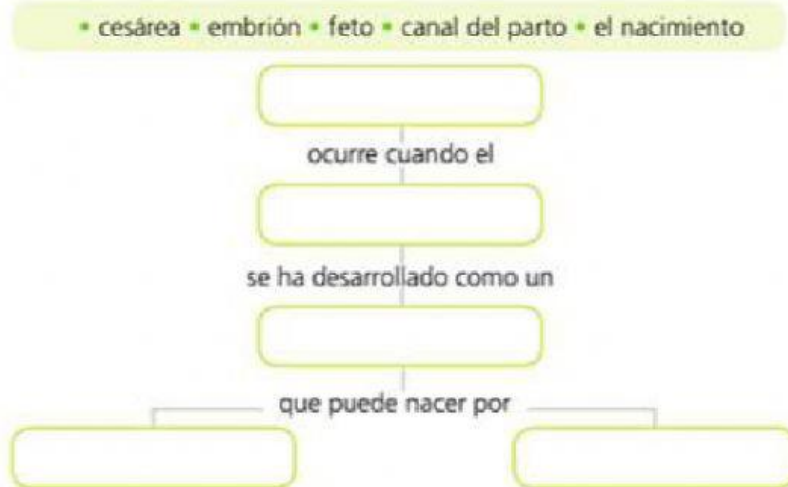 • cesárea • embrión • feto • canal del parto • el nacimiento
ocurre cuando el
se ha desarrollado como un
que puede nacer por